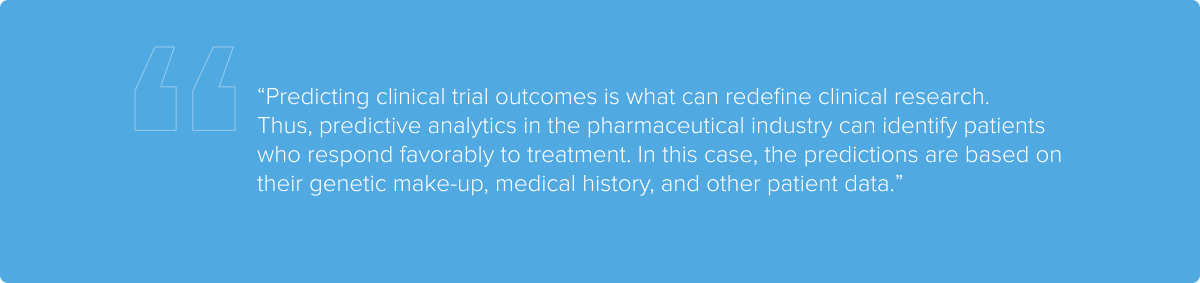 “Predicting clinical trial outcomes is what can redefine clinical research.
Thus, predictive analytics in the pharmaceutical industry can identify patients
who respond favorably to treatment. In this case, the predictions are based on
their genetic make-up, medical history, and other patient data.”